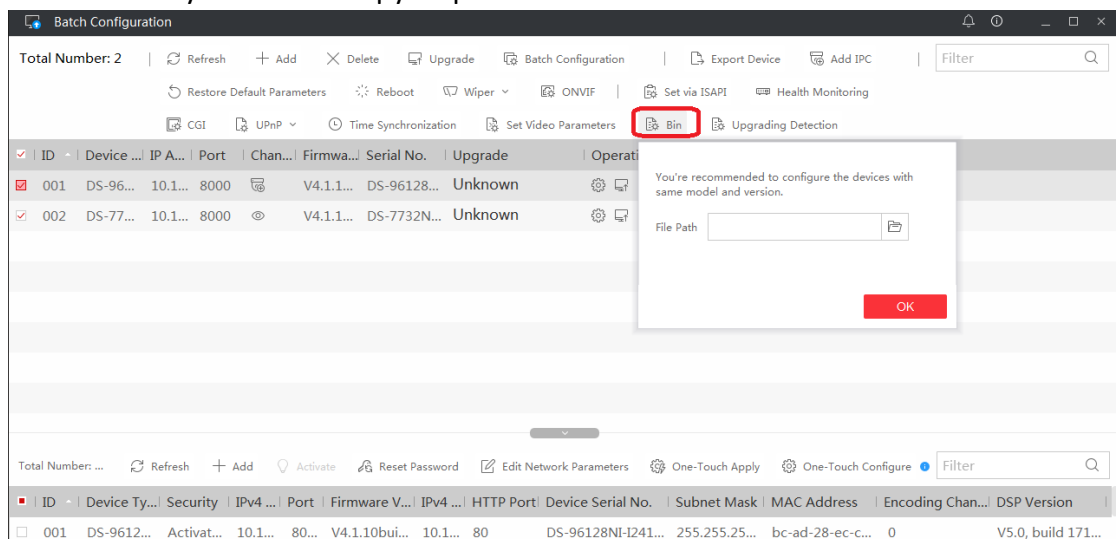 Batch Configuration
Total Number: 2 Refresh Add Delete Upgrade Batch Configuration Export Device Add IPC Filter
Restore Default Parameters Reboot Wiper ONVIF Set via ISAPI Health Monitoring
CGI UPnP Time Synchronization Set Video Parameters Bin Upgrading Detection
ID Device ... IP A... Port Chan... Firmwa... Serial No. Upgrade Operati
001 DS-96... 10.1... 8000 V4.1.1... DS-96128... Unknown
002 DS-77... 10.1... 8000 V4.1.1... DS-7732N... Unknown
You're recommended to configure the devices with
same model and version.
File Path
OK
Total Number: ... Refresh Add Activate Reset Password Edit Network Parameters One-Touch Apply One-Touch Configure Filter
ID Device Ty... Security IPv4 ... Port Firmware V... IPv4 ... HTTP Port Device Serial No. Subnet Mask MAC Address Encoding Chan... DSP Version
001 DS-9612... Activat... 10.1... 80... V4.1.10bui... 10.1... 80 DS-96128NI-I241... 255.255.25... bc-ad-28-ec-c... 0 V5.0, build 171...